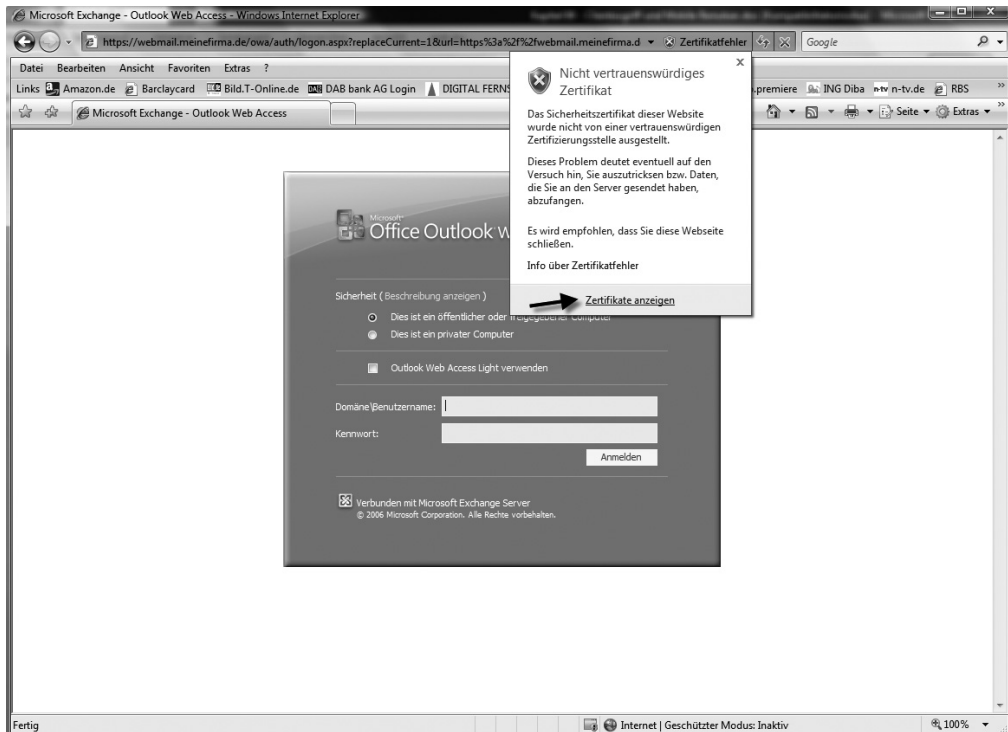 Microsoft Exchange - Outlook Web Access - Windows Internet Explorer
https://webmail.meinefirma.de/owa/auth/logon.aspx?replaceCurrent=1&url=https%3a%2f%2fwebmail.meinefirma.d
Zertifikatfehler
Google
Datei Bearbeiten Ansicht Favoriten Extras ?
Links Amazon.de Barclaycard Bild.T-Online.de DAB bank AG Login DIGITAL FERNS .premiere ING Diba n-tv n-tv.de RBS »
Microsoft Exchange - Outlook Web Access
Seite Extras »
Nicht vertrauenswürdiges
Zertifikat
x
Das Sicherheitszertifikat dieser Website
wurde nicht von einer vertrauenswürdigen
Zertifizierungsstelle ausgestellt.
Dieses Problem deutet eventuell auf den
Versuch hin, Sie auszutricksen bzw. Daten,
die Sie an den Server gesendet haben,
abzufangen.
Es wird empfohlen, dass Sie diese Webseite
schließen.
Info über Zertifikatfehler
Zertifikate anzeigen
Microsoft
Office Outlook W
Sicherheit ( Beschreibung anzeigen )
Dies ist ein öffentlicher oder freigegebener Computer
Dies ist ein privater Computer
Outlook Web Access Light verwenden
Domäne\Benutzername:
Kennwort:
Anmelden
Verbunden mit Microsoft Exchange Server
© 2006 Microsoft Corporation. Alle Rechte vorbehalten.
Fertig
Internet | Geschützter Modus: Inaktiv
100%